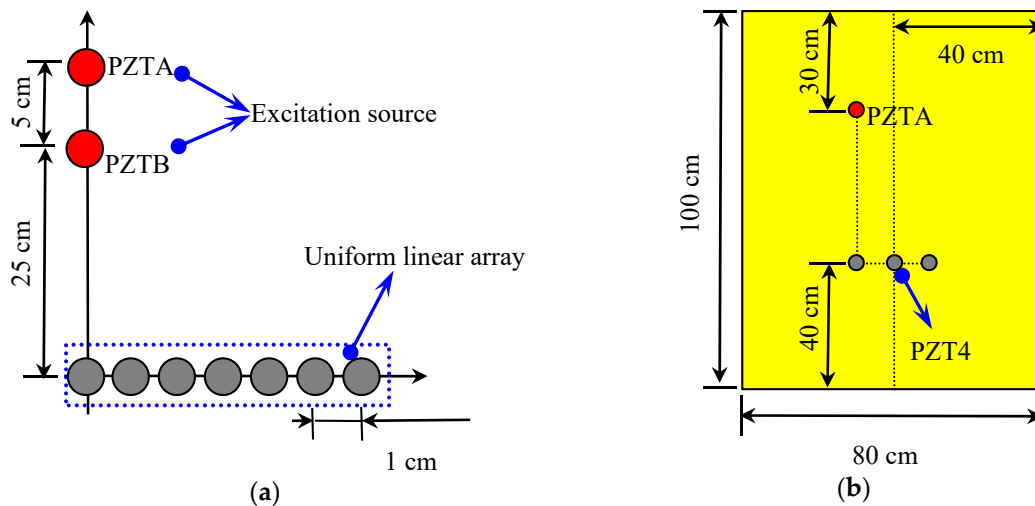 PZTA
5 cm
Excitation source
PZTB
25 cm
Uniform linear array
1 cm
(a)
30 cm
40 cm
PZTA
100 cm
40 cm
PZT4
80 cm
(b)